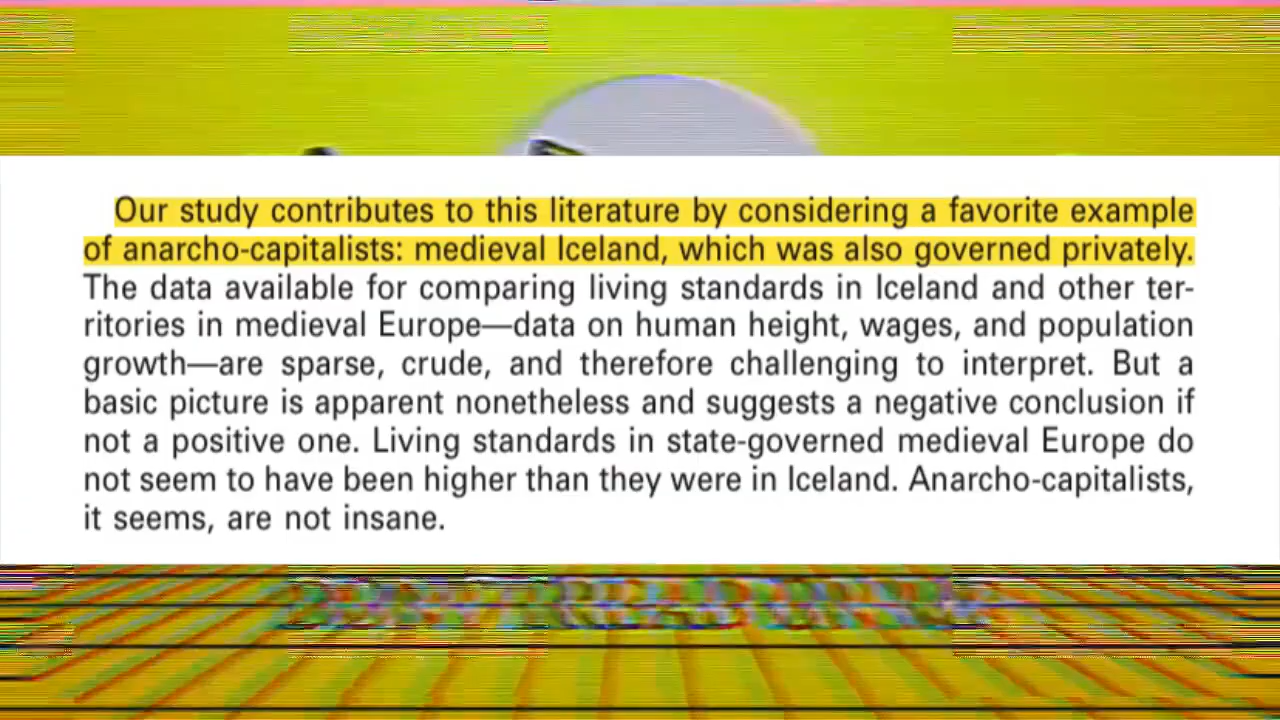 Our study contributes to this literature by considering a favorite example
of anarcho-capitalists: medieval Iceland, which was also governed privately.
The data available for comparing living standards in Iceland and other ter-
ritories in medieval Europe—data on human height, wages, and population
growth—are sparse, crude, and therefore challenging to interpret. But a
basic picture is apparent nonetheless and suggests a negative conclusion if
not a positive one. Living standards in state-governed medieval Europe do
not seem to have been higher than they were in Iceland. Anarcho-capitalists,
it seems, are not insane.